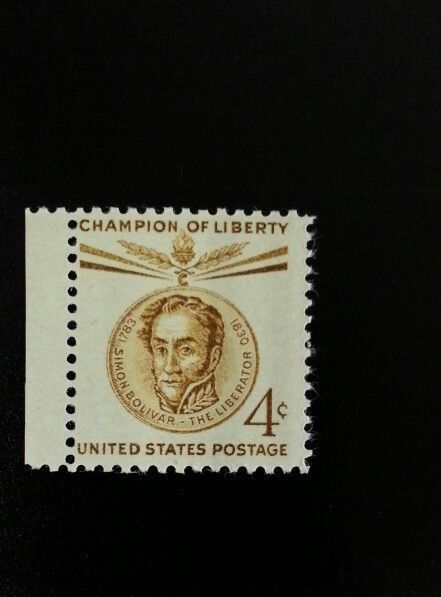 CHAMPION OF LIBERTY
1783 SIMON BOLIVAR - THE LIBERATOR 1830
4¢
UNITED STATES POSTAGE